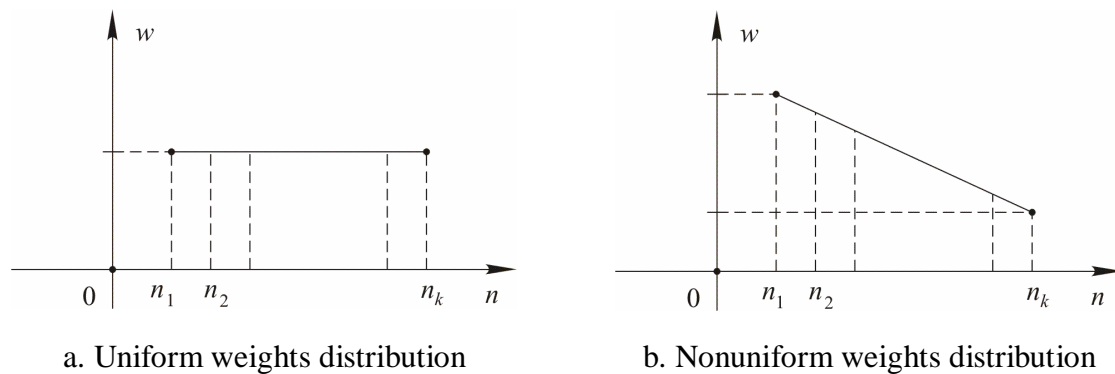 w
0
n1
n2
nk
n
a. Uniform weights distribution
w
0
n1
n2
nk
n
b. Nonuniform weights distribution